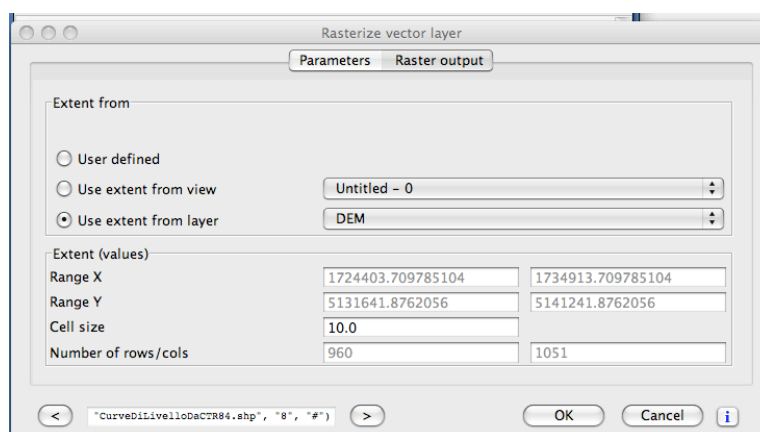 Rasterize vector layer
Parameters Raster output
Extent from
User defined
Use extent from view Untitled - 0
Use extent from layer DEM
Extent (values)
Range X 1724403.709785104 1734913.709785104
Range Y 5131641.8762056 5141241.8762056
Cell size 10.0
Number of rows/cols 960 1051
< "CurveDiLivelloDaCTR84.shp", "8", "#") > OK Cancel i